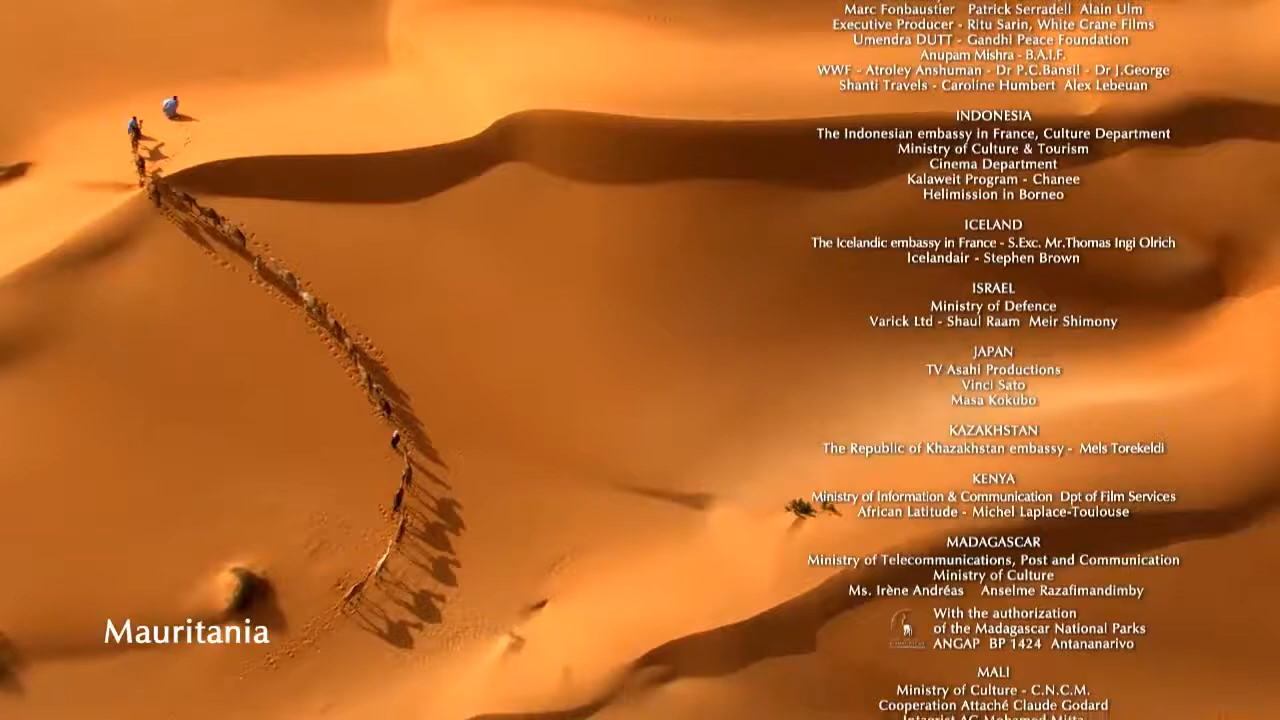 Marc Fonbaustier Patrick Serradell Alain Ulm
Executive Producer - Ritu Sarin, White Crane Films
Umendra DUTT - Gandhi Peace Foundation
Anupam Mishra - B.A.I.F.
WWF - Atroley Anshuman - Dr P.C.Bansil - Dr J.George
Shanti Travels - Caroline Humbert Alex Lebeuan
INDONESIA
The Indonesian embassy in France, Culture Department
Ministry of Culture & Tourism
Cinema Department
Kalaweit Program - Chanee
Helimission in Borneo
ICELAND
The Icelandic embassy in France - S.Exc. Mr.Thomas Ingi Olrich
Icelandair - Stephen Brown
ISRAEL
Ministry of Defence
Varick Ltd - Shaul Raam Meir Shimony
JAPAN
TV Asahi Productions
Vinci Sato
Masa Kokubo
KAZAKHSTAN
The Republic of Khazakhstan embassy - Mels Torekeldi
KENYA
Ministry of Information & Communication Dpt of Film Services
African Latitude - Michel Laplace-Toulouse
MADAGASCAR
Ministry of Telecommunications, Post and Communication
Ministry of Culture
Ms. Irène Andréas Anselme Razafimandimby
With the authorization
of the Madagascar National Parks
ANGAP BP 1424 Antananarivo
MALI
Ministry of Culture - C.N.C.M.
Cooperation Attaché Claude Godard
Mauritania